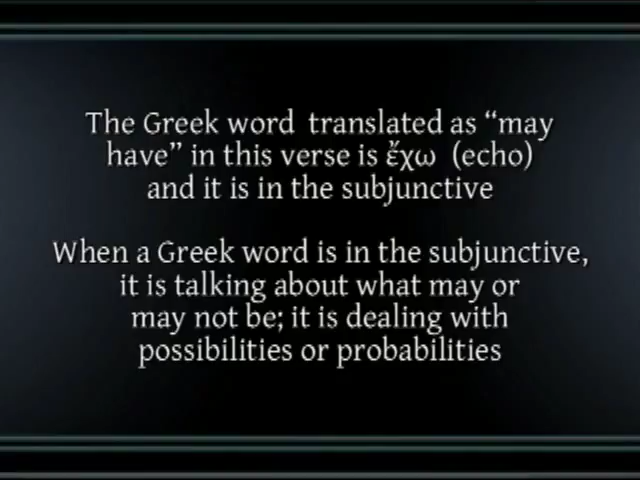 The Greek word translated as “may
have” in this verse is ἔχω (echo)
and it is in the subjunctive
When a Greek word is in the subjunctive,
it is talking about what may or
may not be; it is dealing with
possibilities or probabilities